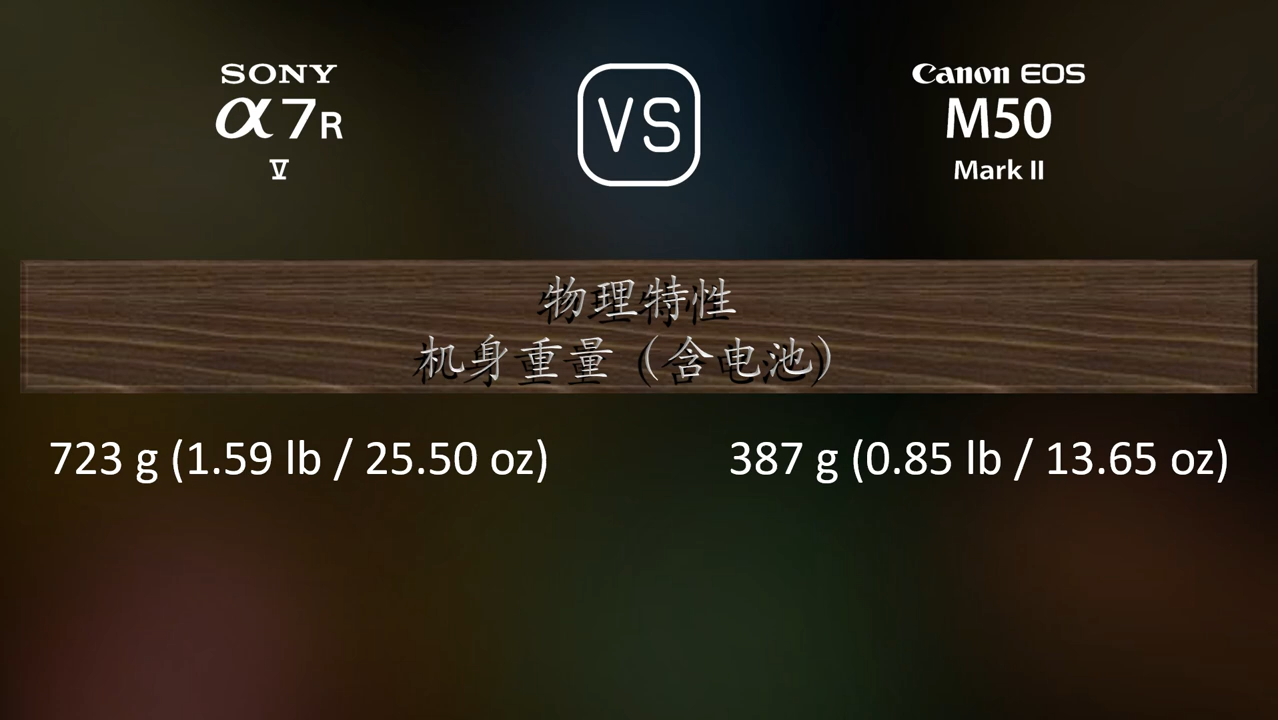 SONY
α7R
V
VS
Canon EOS
M50
Mark II
物理特性
机身重量（含电池）
723 g (1.59 lb / 25.50 oz)
387 g (0.85 lb / 13.65 oz)